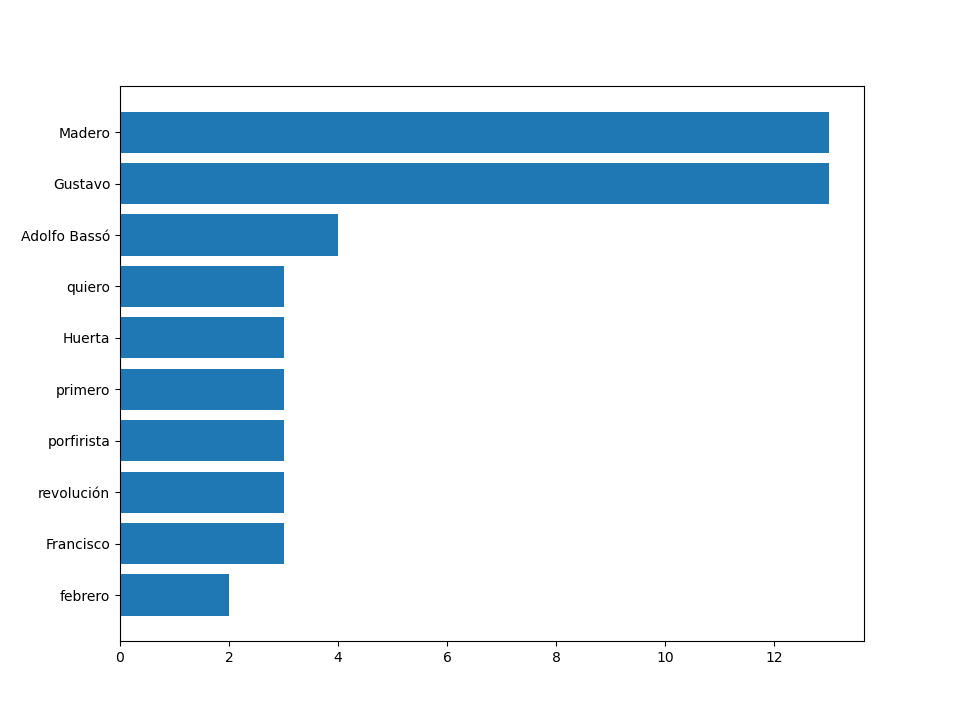 Madero
Gustavo
Adolfo Bassó
quiero
Huerta
primero
porfirista
revolución
Francisco
febrero
0 2 4 6 8 10 12